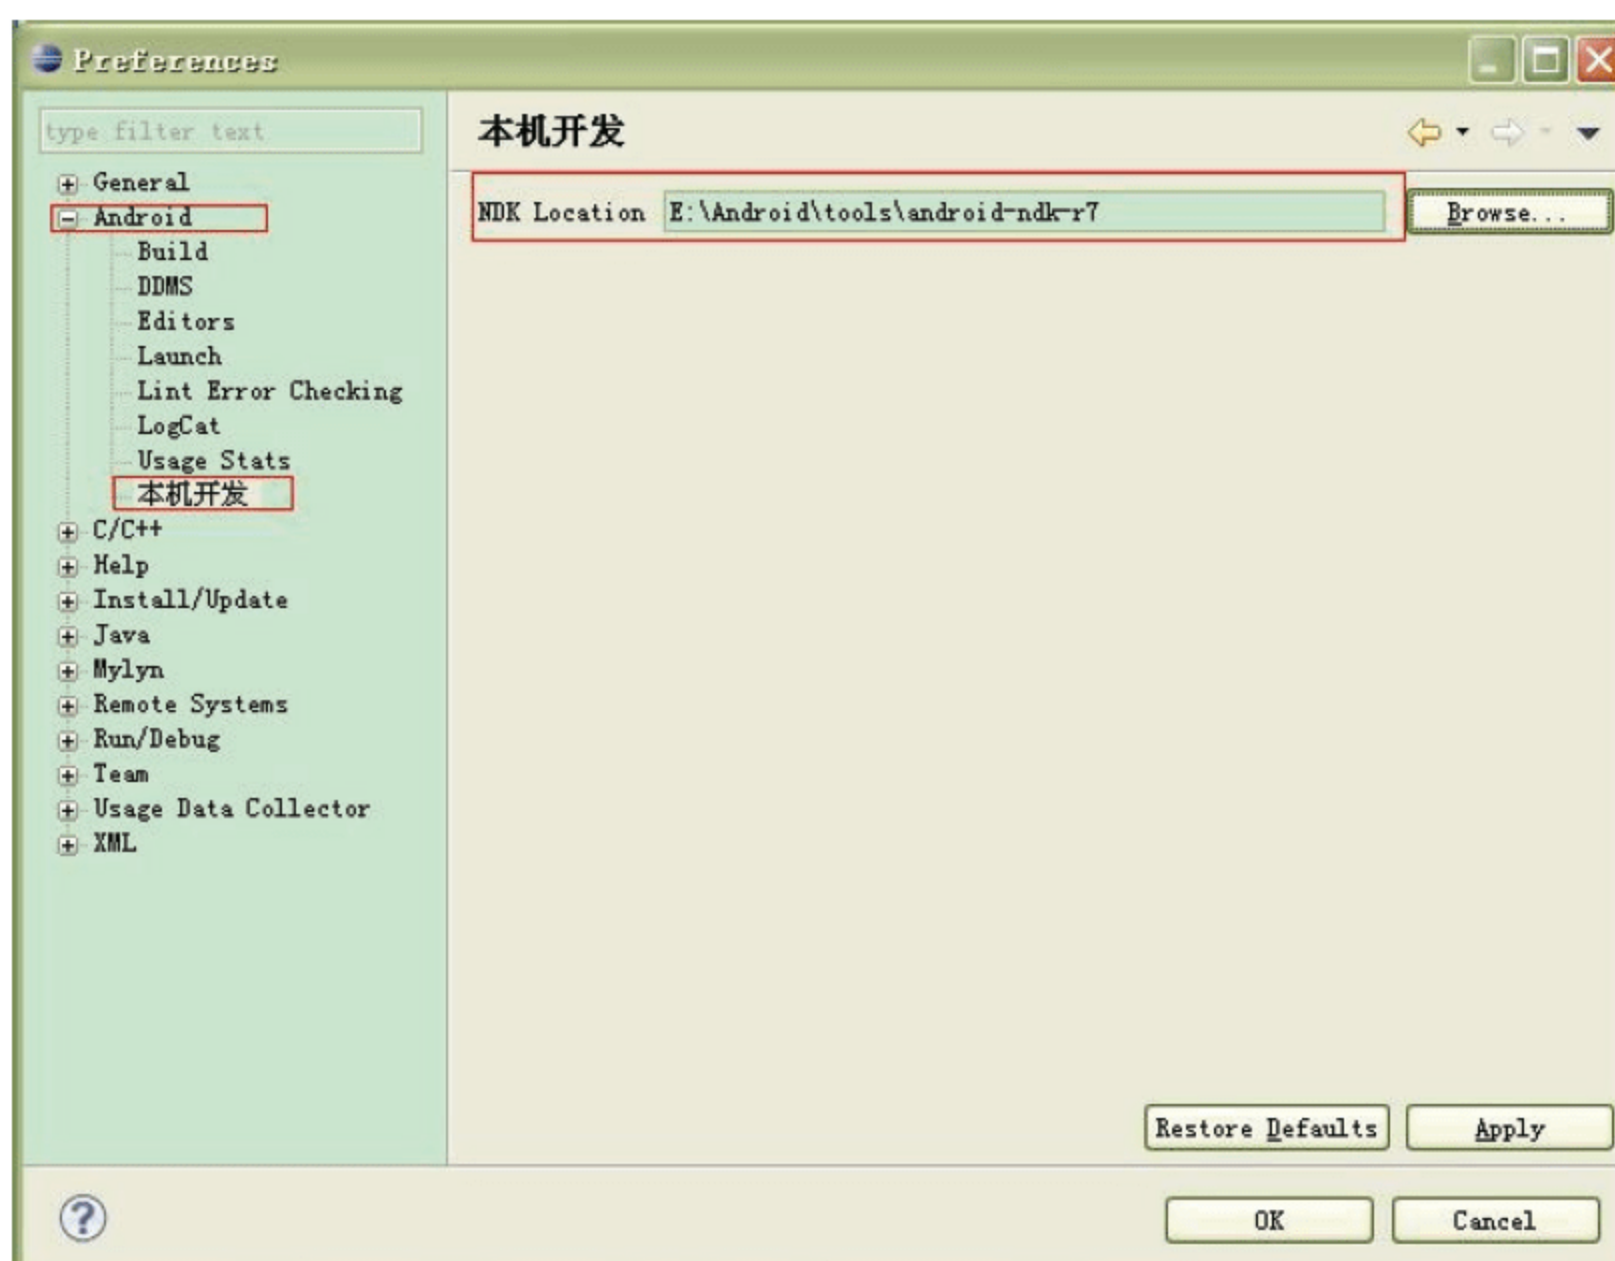 Preferences
type filter text
General
Android
Build
DDMS
Editors
Launch
Lint Error Checking
LogCat
Usage Stats
本机开发
C/C++
Help
Install/Update
Java
Mylyn
Remote Systems
Run/Debug
Team
Usage Data Collector
XML
本机开发
NDK Location E:\Android\tools\android-ndk-r7 Browse...
Restore Defaults Apply
? OK Cancel